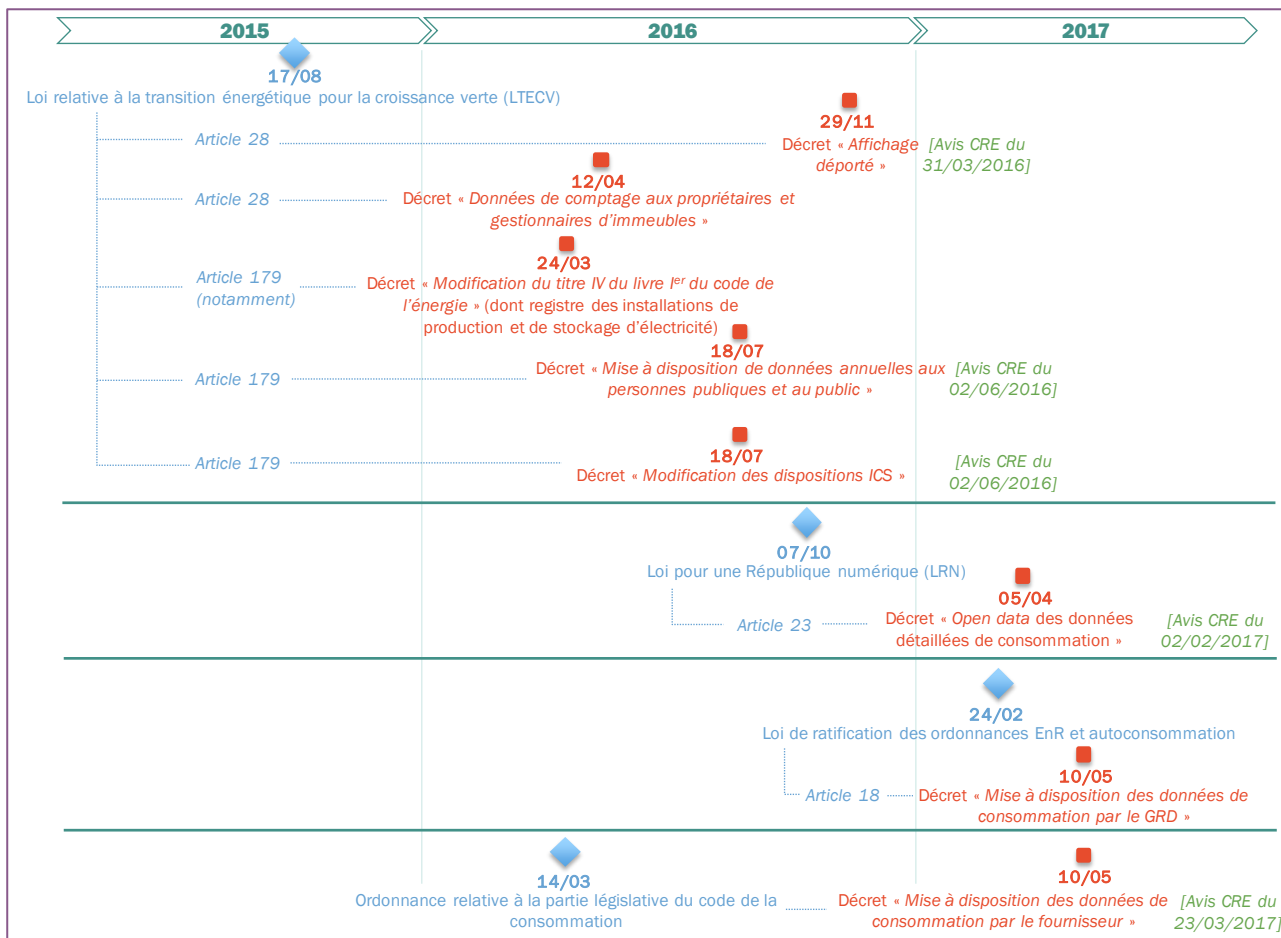 2015
2016
2017
17/08
Loi relative à la transition énergétique pour la croissance verte (LTECV)
Article 28
29/11
Décret « Affichage
déporté »
[Avis CRE du
31/03/2016]
Article 28
12/04
Décret « Données de comptage aux propriétaires et
gestionnaires d’immeubles »
Article 179
(notamment)
24/03
Décret « Modification du titre IV du livre Ier du code de
l’énergie » (dont registre des installations de
production et de stockage d’électricité)
Article 179
18/07
Décret « Mise à disposition de données annuelles aux
personnes publiques et au public »
[Avis CRE du
02/06/2016]
Article 179
18/07
Décret « Modification des dispositions ICS »
[Avis CRE du
02/06/2016]
07/10
Loi pour une République numérique (LRN)
Article 23
05/04
Décret « Open data des données
détaillées de consommation »
[Avis CRE du
02/02/2017]
24/02
Loi de ratification des ordonnances EnR et autoconsommation
Article 18
10/05
Décret « Mise à disposition des données de
consommation par le GRD »
14/03
Ordonnance relative à la partie législative du code de la
consommation
10/05
Décret « Mise à disposition des données de
consommation par le fournisseur »
[Avis CRE du
23/03/2017]